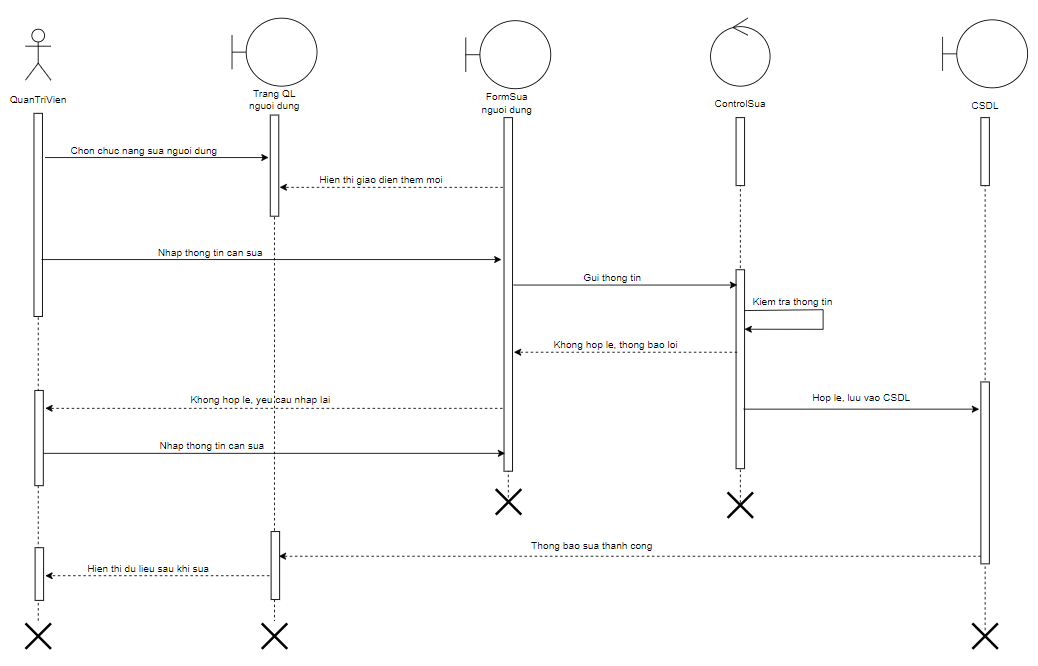 QuanTriVien
Trang QL
nguoi dung
FormSua
nguoi dung
ControlSua
CSDL
Chon chuc nang sua nguoi dung
Hien thi giao dien them moi
Nhap thong tin can sua
Gui thong tin
Kiem tra thong tin
Khong hop le, thong bao loi
Hop le, luu vao CSDL
Khong hop le, yeu cau nhap lai
Nhap thong tin can sua
Thong bao sua thanh cong
Hien thi du lieu sau khi sua